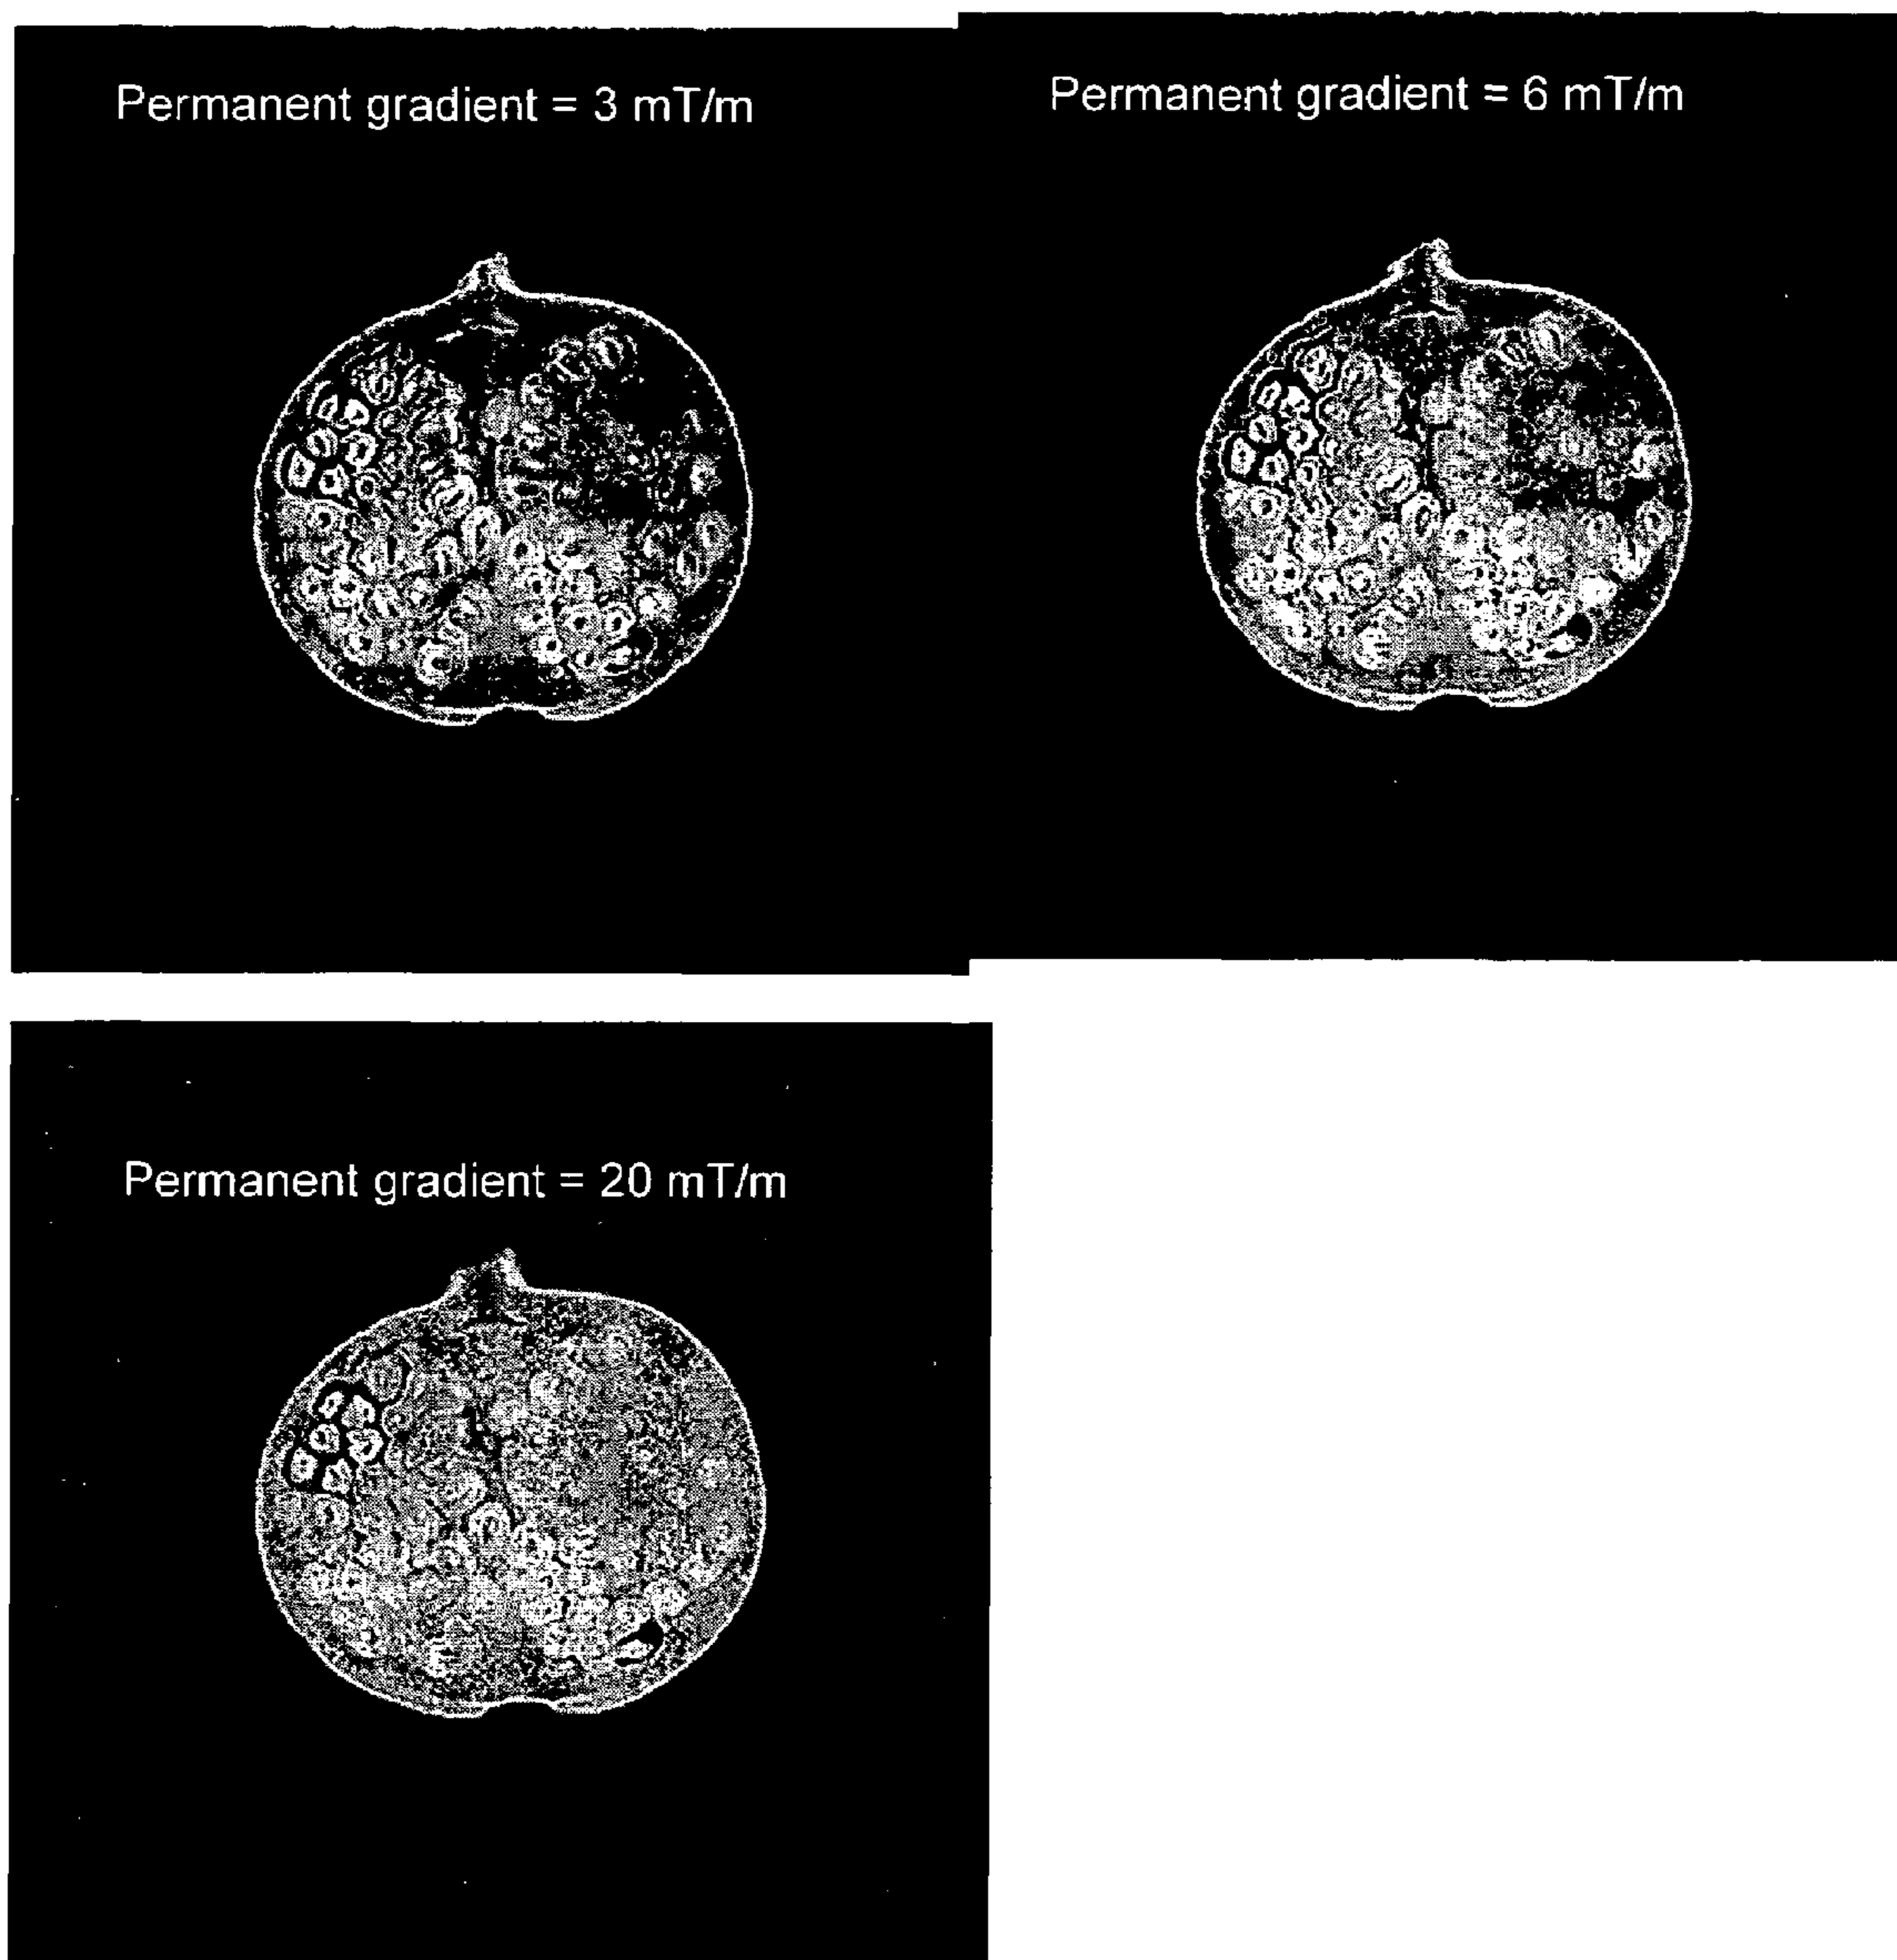 Permanent gradient = 3 mT/m
Permanent gradient = 6 mT/m
Permanent gradient = 20 mT/m